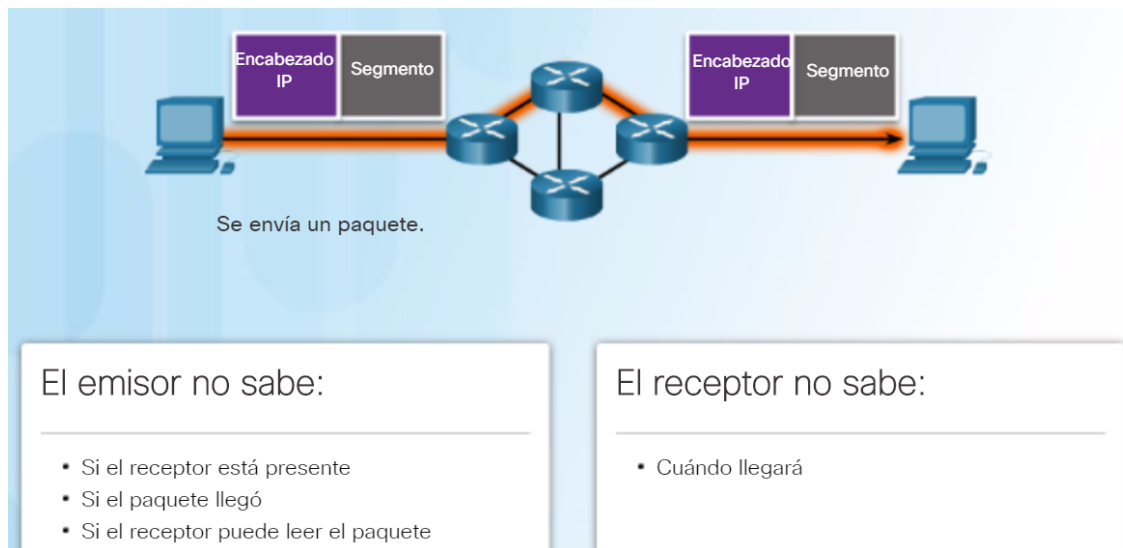 Encabezado
IP
Segmento
Encabezado
IP
Segmento
Se envía un paquete.
El emisor no sabe:
• Si el receptor está presente
• Si el paquete llegó
• Si el receptor puede leer el paquete
El receptor no sabe:
• Cuándo llegará